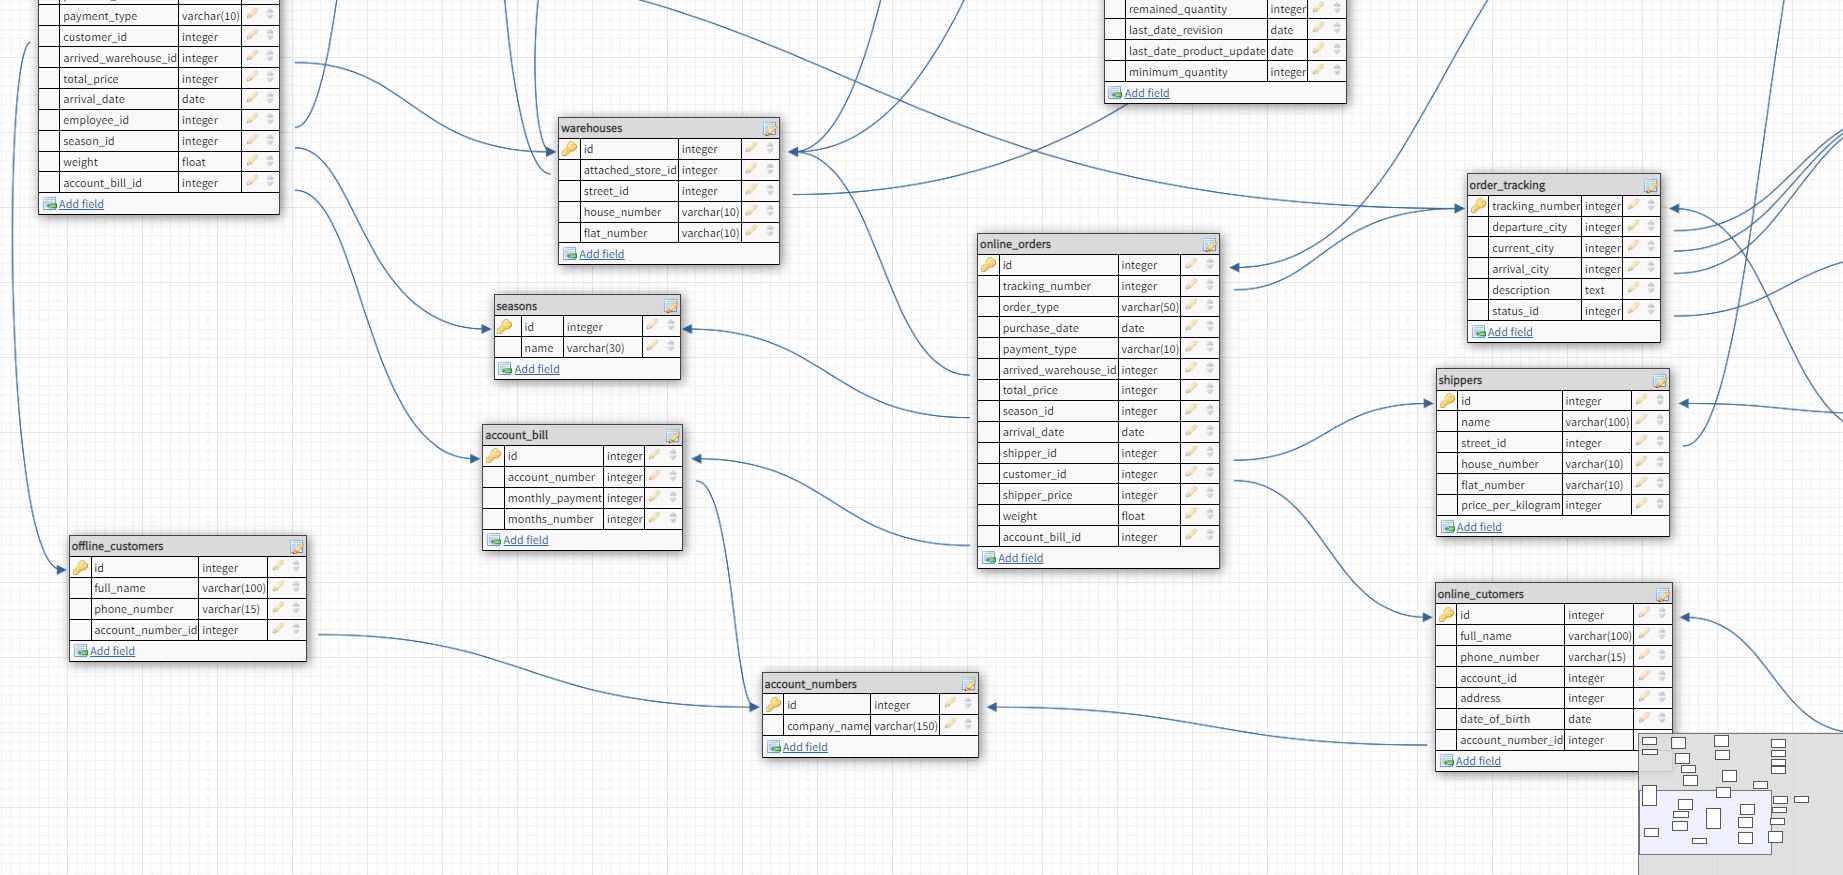 payment_type varchar(10)
customer_id integer
arrived_warehouse_id integer
total_price integer
arrival_date date
employee_id integer
season_id integer
weight float
account_bill_id integer
Add field
remained_quantity integer
last_date_revision date
last_date_product_update date
minimum_quantity integer
Add field
warehouses
id integer
attached_store_id integer
street_id integer
house_number varchar(10)
flat_number varchar(10)
Add field
order_tracking
tracking_number integer
departure_city integer
current_city integer
arrival_city integer
description text
status_id integer
Add field
online_orders
id integer
tracking_number integer
order_type varchar(50)
purchase_date date
payment_type varchar(10)
arrived_warehouse_id integer
total_price integer
season_id integer
arrival_date date
shipper_id integer
customer_id integer
shipper_price integer
weight float
account_bill_id integer
Add field
seasons
id integer
name varchar(30)
Add field
shippers
id integer
name varchar(100)
street_id integer
house_number varchar(10)
flat_number varchar(10)
price_per_kilogram integer
Add field
account_bill
id integer
account_number integer
monthly_payment integer
months_number integer
Add field
offline_customers
id integer
full_name varchar(100)
phone_number varchar(15)
account_number_id integer
Add field
online_cutomers
id integer
full_name varchar(100)
phone_number varchar(15)
account_id integer
address integer
date_of_birth date
account_number_id integer
Add field
account_numbers
id integer
company_name varchar(150)
Add field